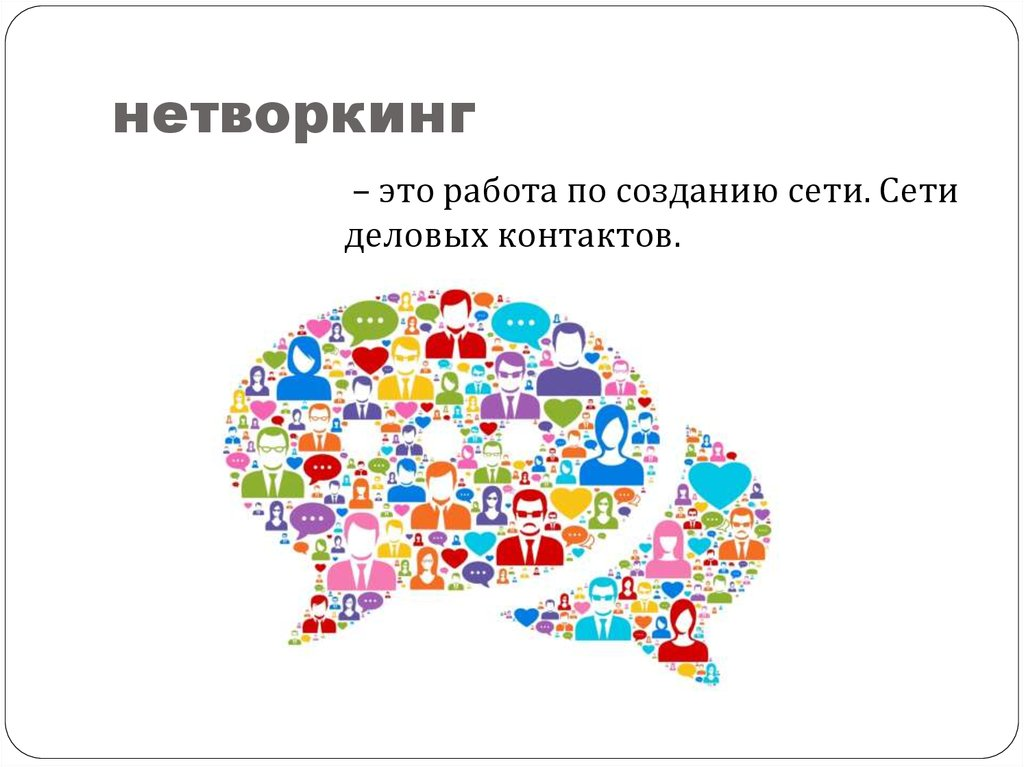 нетворкинг
– это работа по созданию сети. Сети
деловых контактов.